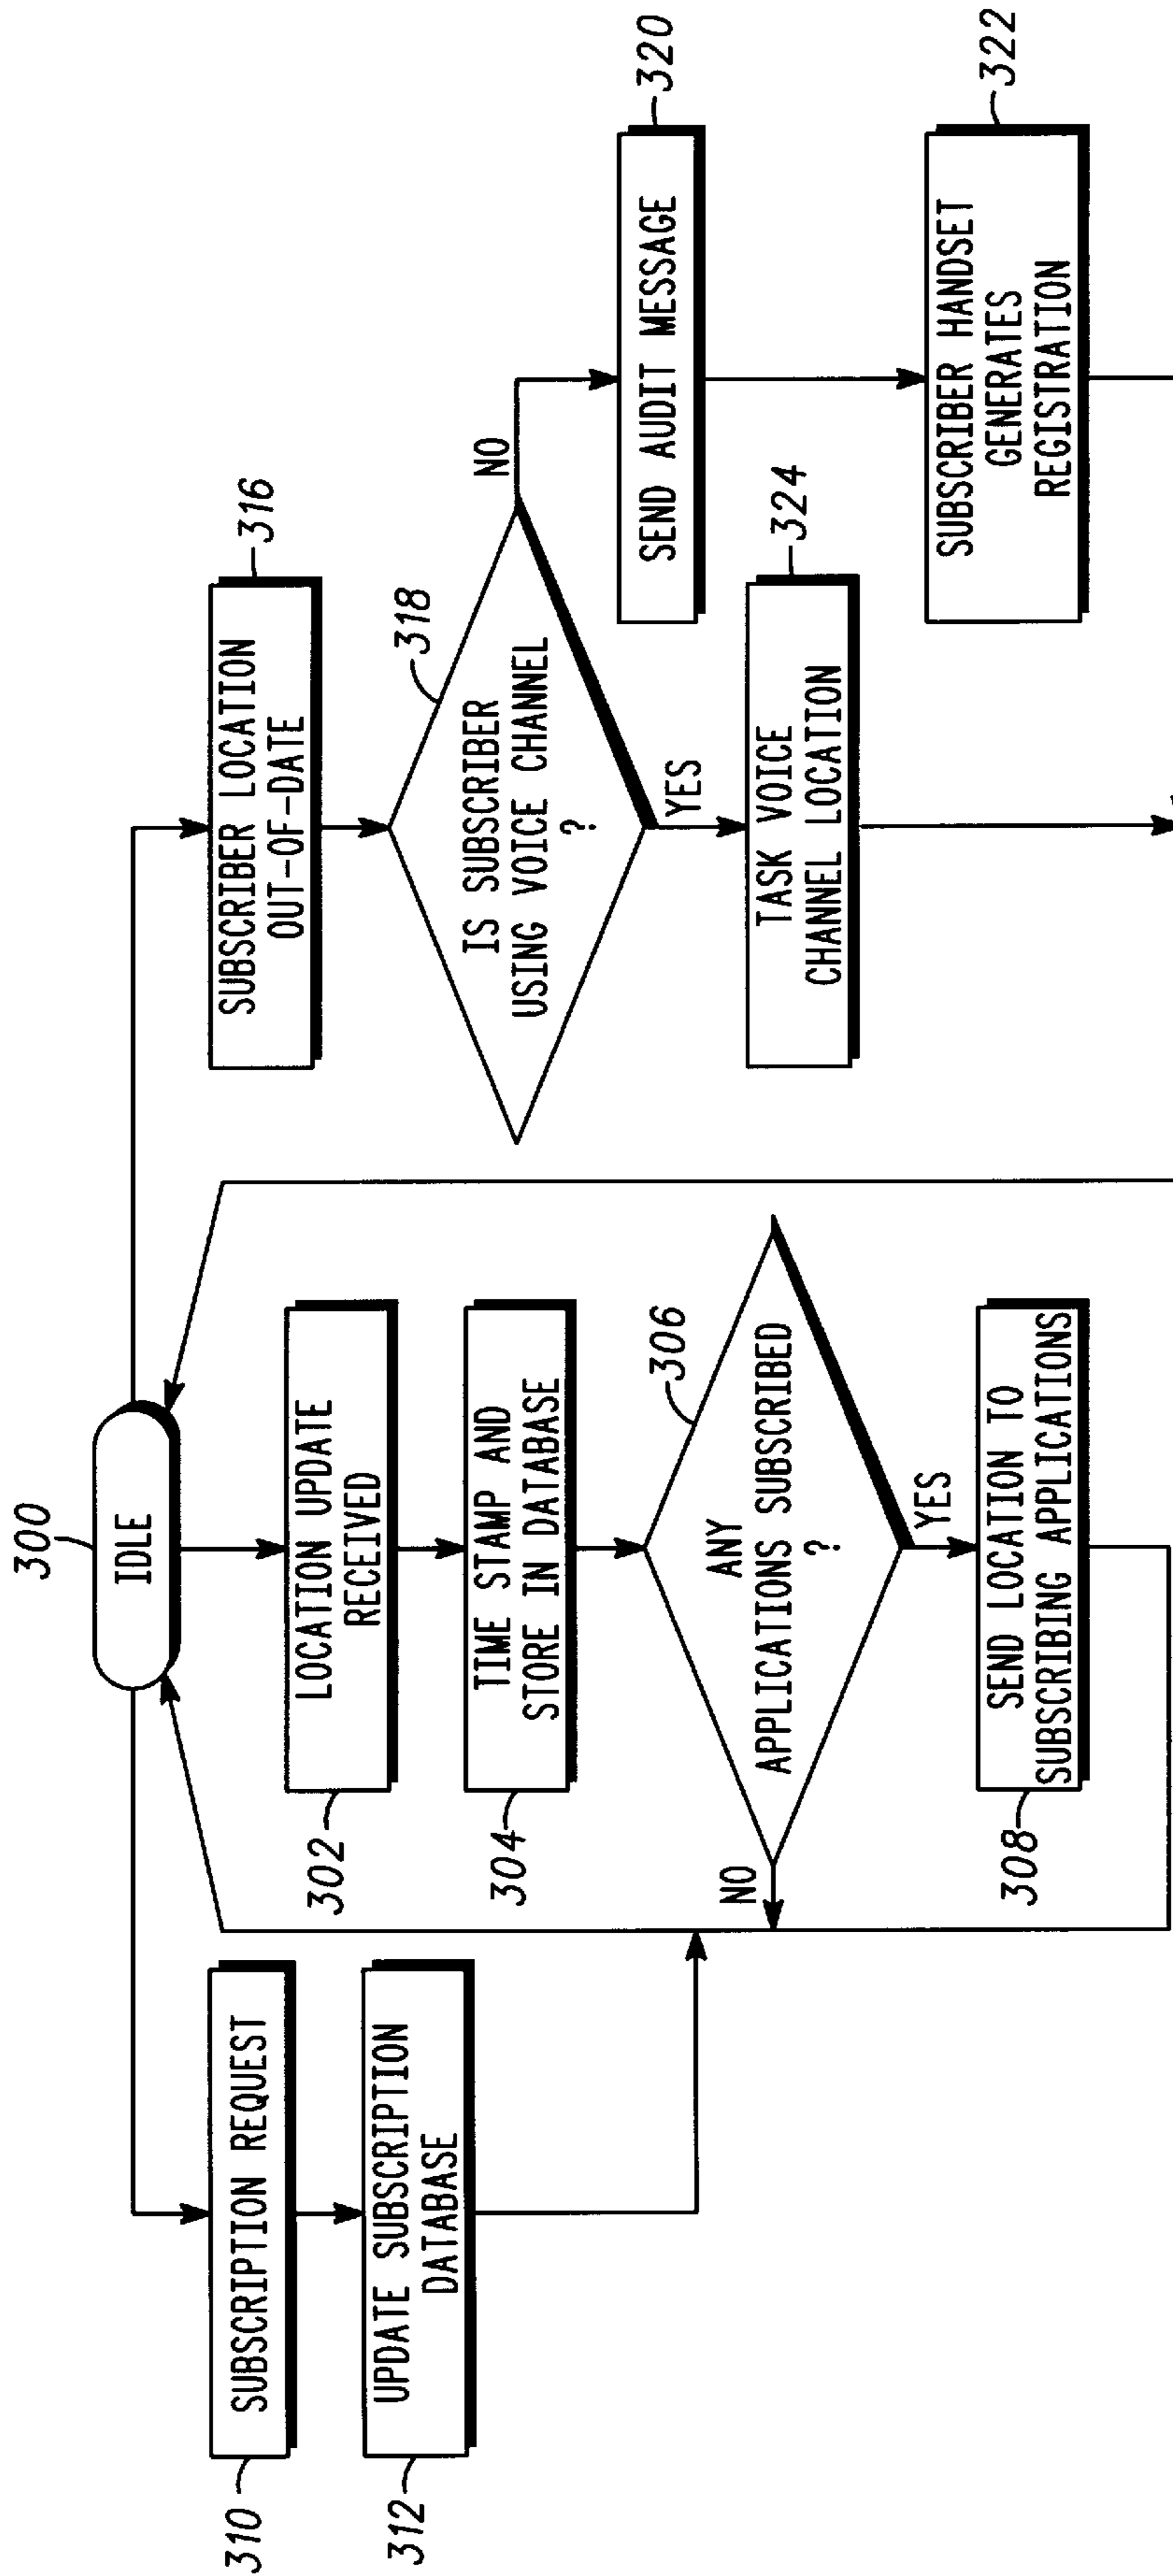 300
IDLE
310
SUBSCRIPTION REQUEST
312
UPDATE SUBSCRIPTION
DATABASE
302
LOCATION UPDATE
RECEIVED
304
TIME STAMP AND
STORE IN DATABASE
306
ANY
APPLICATIONS SUBSCRIBED
?
NO
YES
308
SEND LOCATION TO
SUBSCRIBING APPLICATIONS
316
SUBSCRIBER LOCATION
OUT-OF-DATE
318
IS SUBSCRIBER
USING VOICE CHANNEL
?
NO
YES
320
SEND AUDIT MESSAGE
324
TASK VOICE
CHANNEL LOCATION
322
SUBSCRIBER HANDSET
GENERATES
REGISTRATION